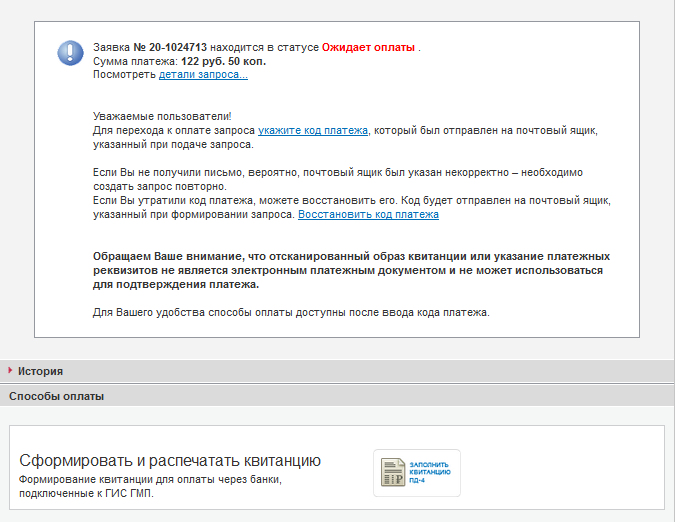 Заявка № 20-1024713 находится в статусе Ожидает оплаты .
Сумма платежа: 122 руб. 50 коп.
Посмотреть детали запроса...
Уважаемые пользователи!
Для перехода к оплате запроса укажите код платежа, который был отправлен на почтовый ящик,
указанный при подаче запроса.
Если Вы не получили письмо, вероятно, почтовый ящик был указан некорректно – необходимо
создать запрос повторно.
Если Вы утратили код платежа, можете восстановить его. Код будет отправлен на почтовый ящик,
указанный при формировании запроса. Восстановить код платежа
Обращаем Ваше внимание, что отсканированный образ квитанции или указание платежных
реквизитов не является электронным платежным документом и не может использоваться
для подтверждения платежа.
Для Вашего удобства способы оплаты доступны после ввода кода платежа.
История
Способы оплаты
Сформировать и распечатать квитанцию
Формирование квитанции для оплаты через банки,
подключенные к ГИС ГМП.
ЗАПОЛНИТЬ
КВИТАНЦИЮ
ПД-4